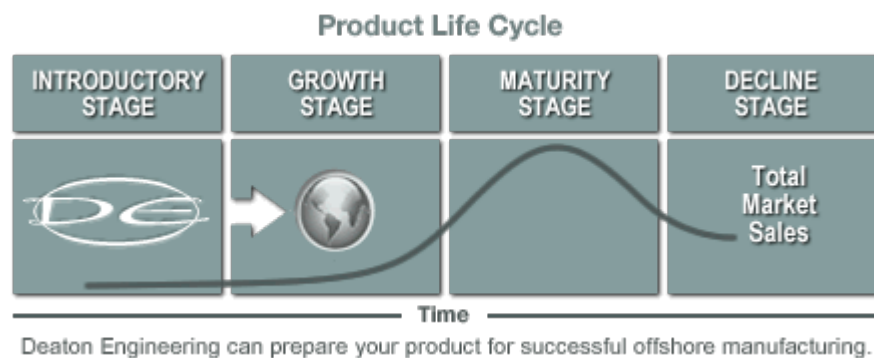 Product Life Cycle
INTRODUCTORY
STAGE
GROWTH
STAGE
MATURITY
STAGE
DECLINE
STAGE
DE
Total
Market
Sales
Time
Deaton Engineering can prepare your product for successful offshore manufacturing.